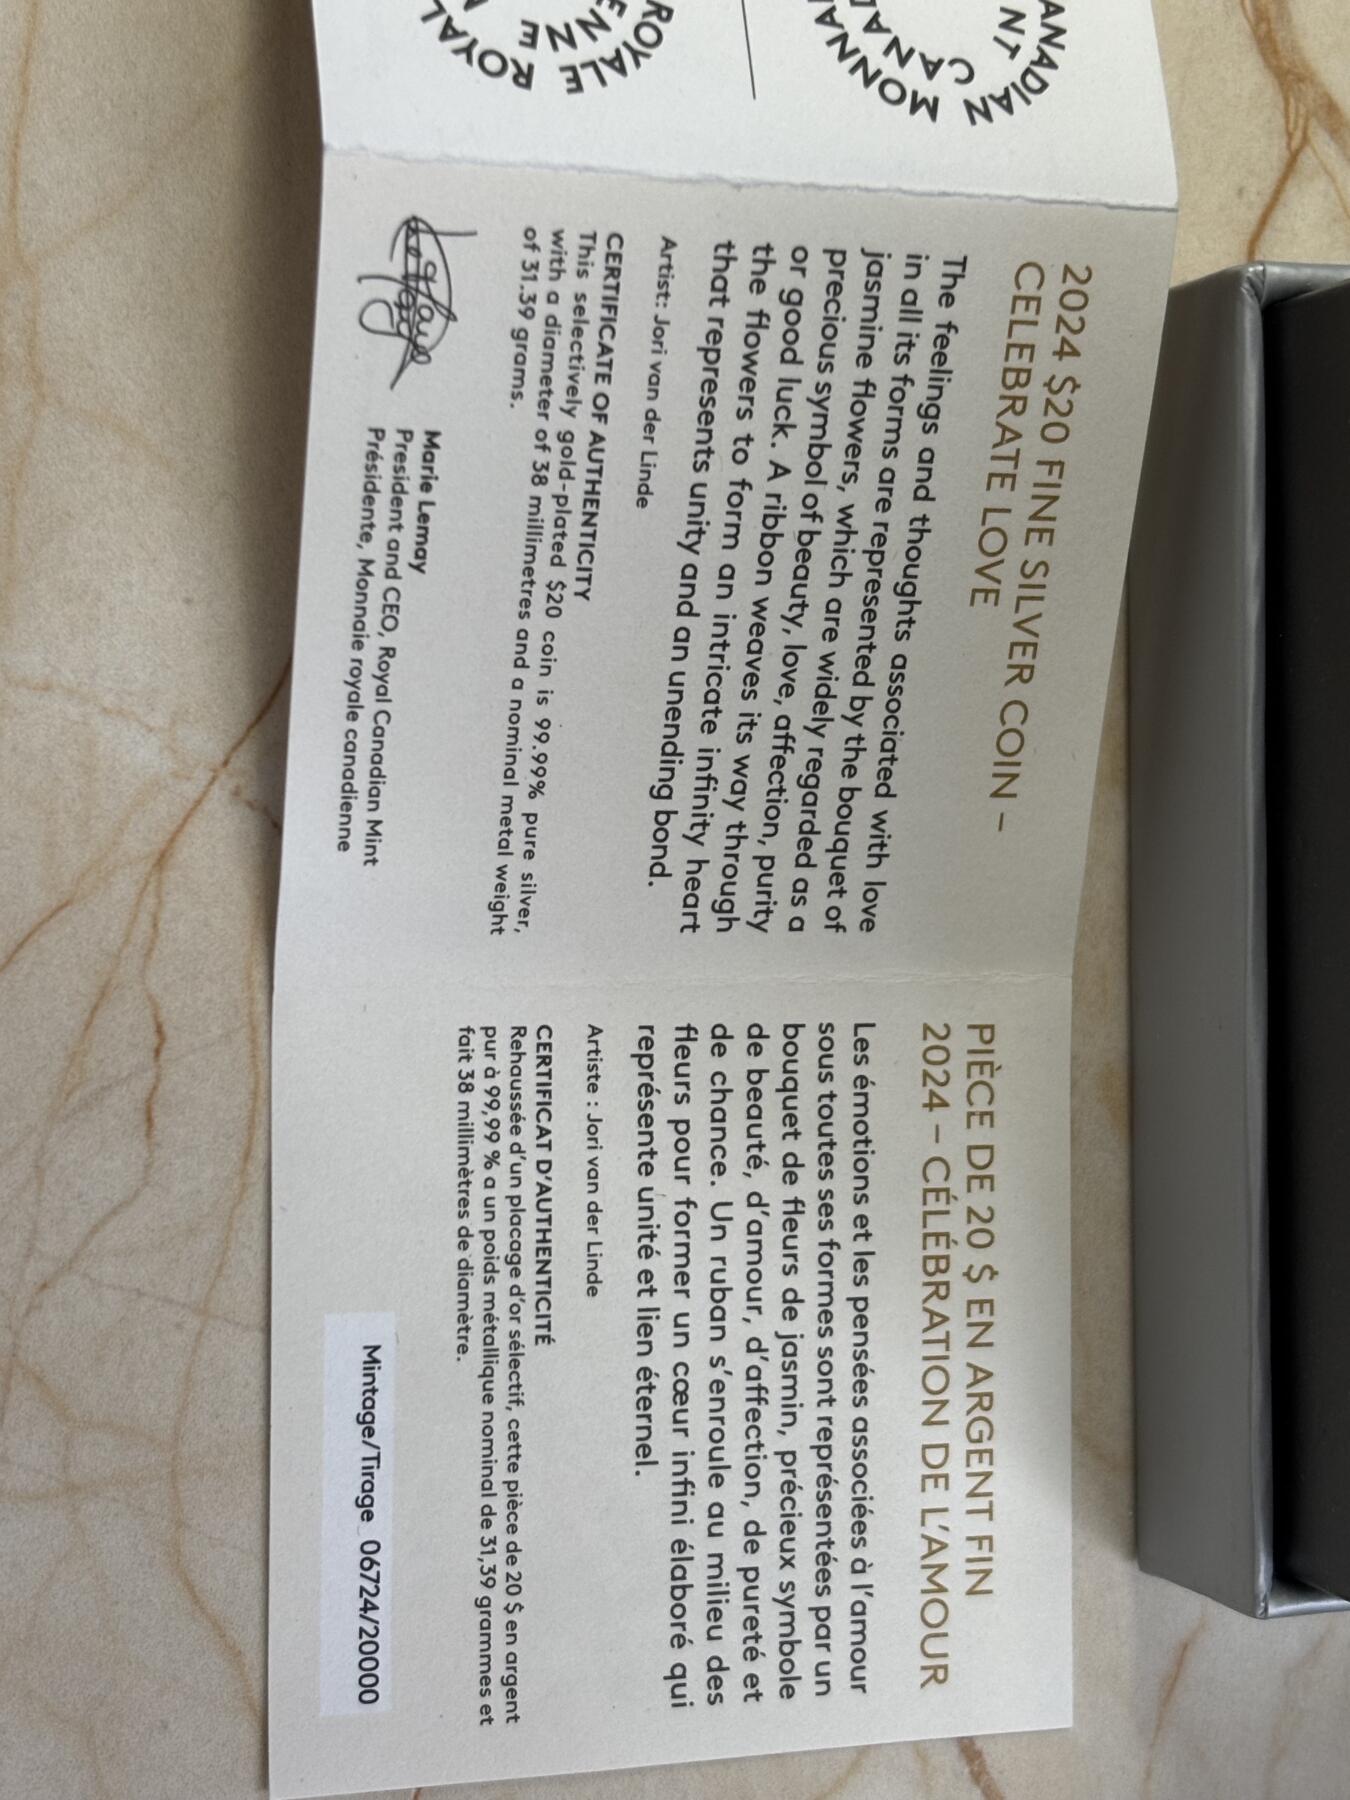 2024 $20 FINE SILVER COIN –
CELEBRATE LOVE
The feelings and thoughts associated with love
in all its forms are represented by the bouquet of
jasmine flowers, which are widely regarded as a
precious symbol of beauty, love, affection, purity
or good luck. A ribbon weaves its way through
the flowers to form an intricate infinity heart
that represents unity and an unending bond.
Artist: Jori van der Linde
CERTIFICATE OF AUTHENTICITY
This selectively gold-plated $20 coin is 99.99% pure silver,
with a diameter of 38 millimetres and a nominal metal weight
of 31.39 grams.
Marie Lemay
President and CEO, Royal Canadian Mint
Présidente, Monnaie royale canadienne
PIÈCE DE 20 $ EN ARGENT FIN
2024 – CÉLÉBRATION DE L'AMOUR
Les émotions et les pensées associées à l'amour
sous toutes ses formes sont représentées par un
bouquet de fleurs de jasmin, précieux symbole
de beauté, d'amour, d'affection, de pureté et
de chance. Un ruban s'enroule au milieu des
fleurs pour former un cœur infini élaboré qui
représente unité et lien éternel.
Artiste : Jori van der Linde
CERTIFICAT D'AUTHENTICITÉ
Rehaussée d'un placage d'or sélectif, cette pièce de 20 $ en argent
pur à 99,99 % a un poids métallique nominal de 31,39 grammes et
fait 38 millimètres de diamètre.
Mintage/Tirage 06724/20000